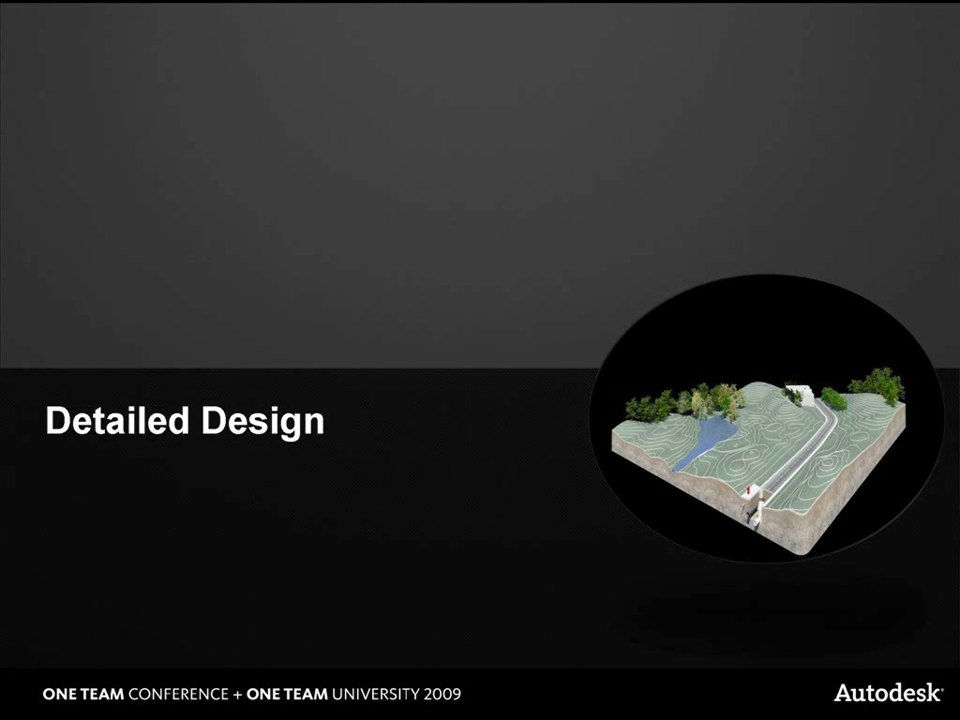 Detailed Design
ONE TEAM CONFERENCE + ONE TEAM UNIVERSITY 2009
Autodesk®